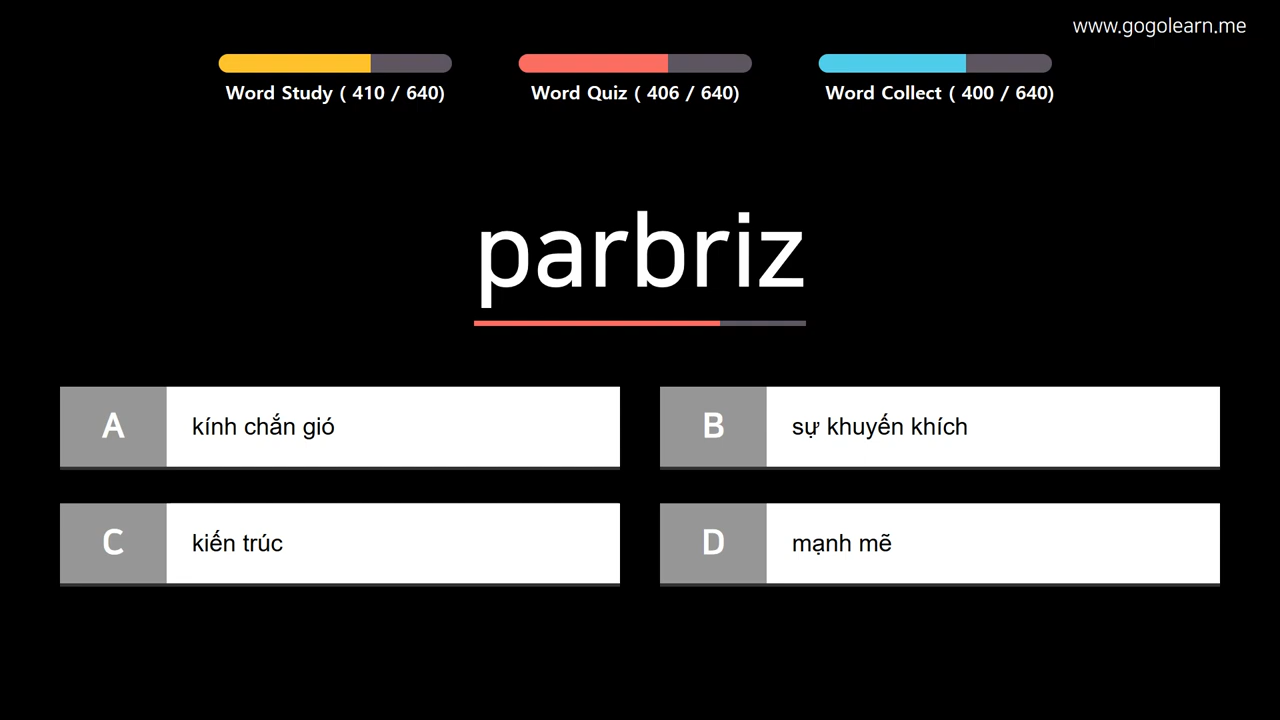 www.gogolearn.me
Word Study ( 410 / 640)
Word Quiz ( 406 / 640)
Word Collect ( 400 / 640)
parbriz
A kính chắn gió
B sự khuyến khích
C kiến trúc
D mạnh mẽ